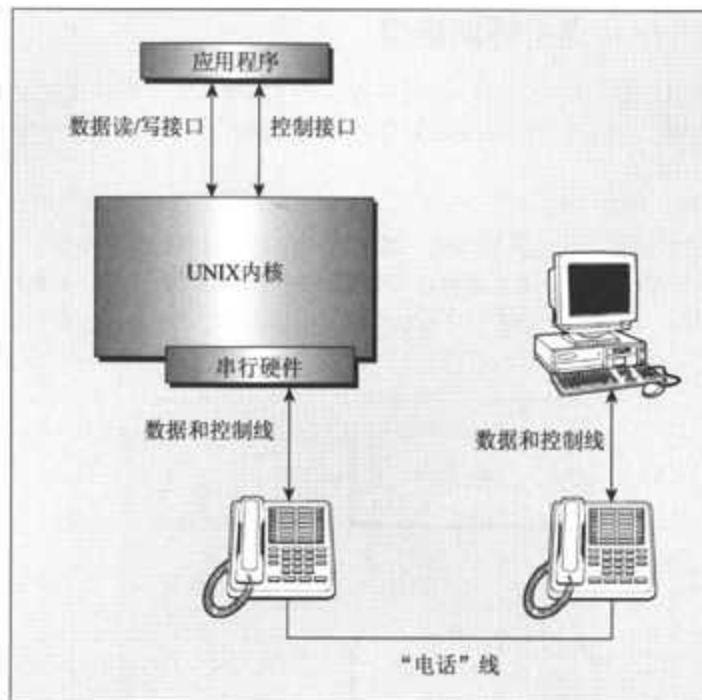 应用程序
数据读/写接口
控制接口
UNIX内核
串行硬件
数据和控制线
数据和控制线
“电话”线